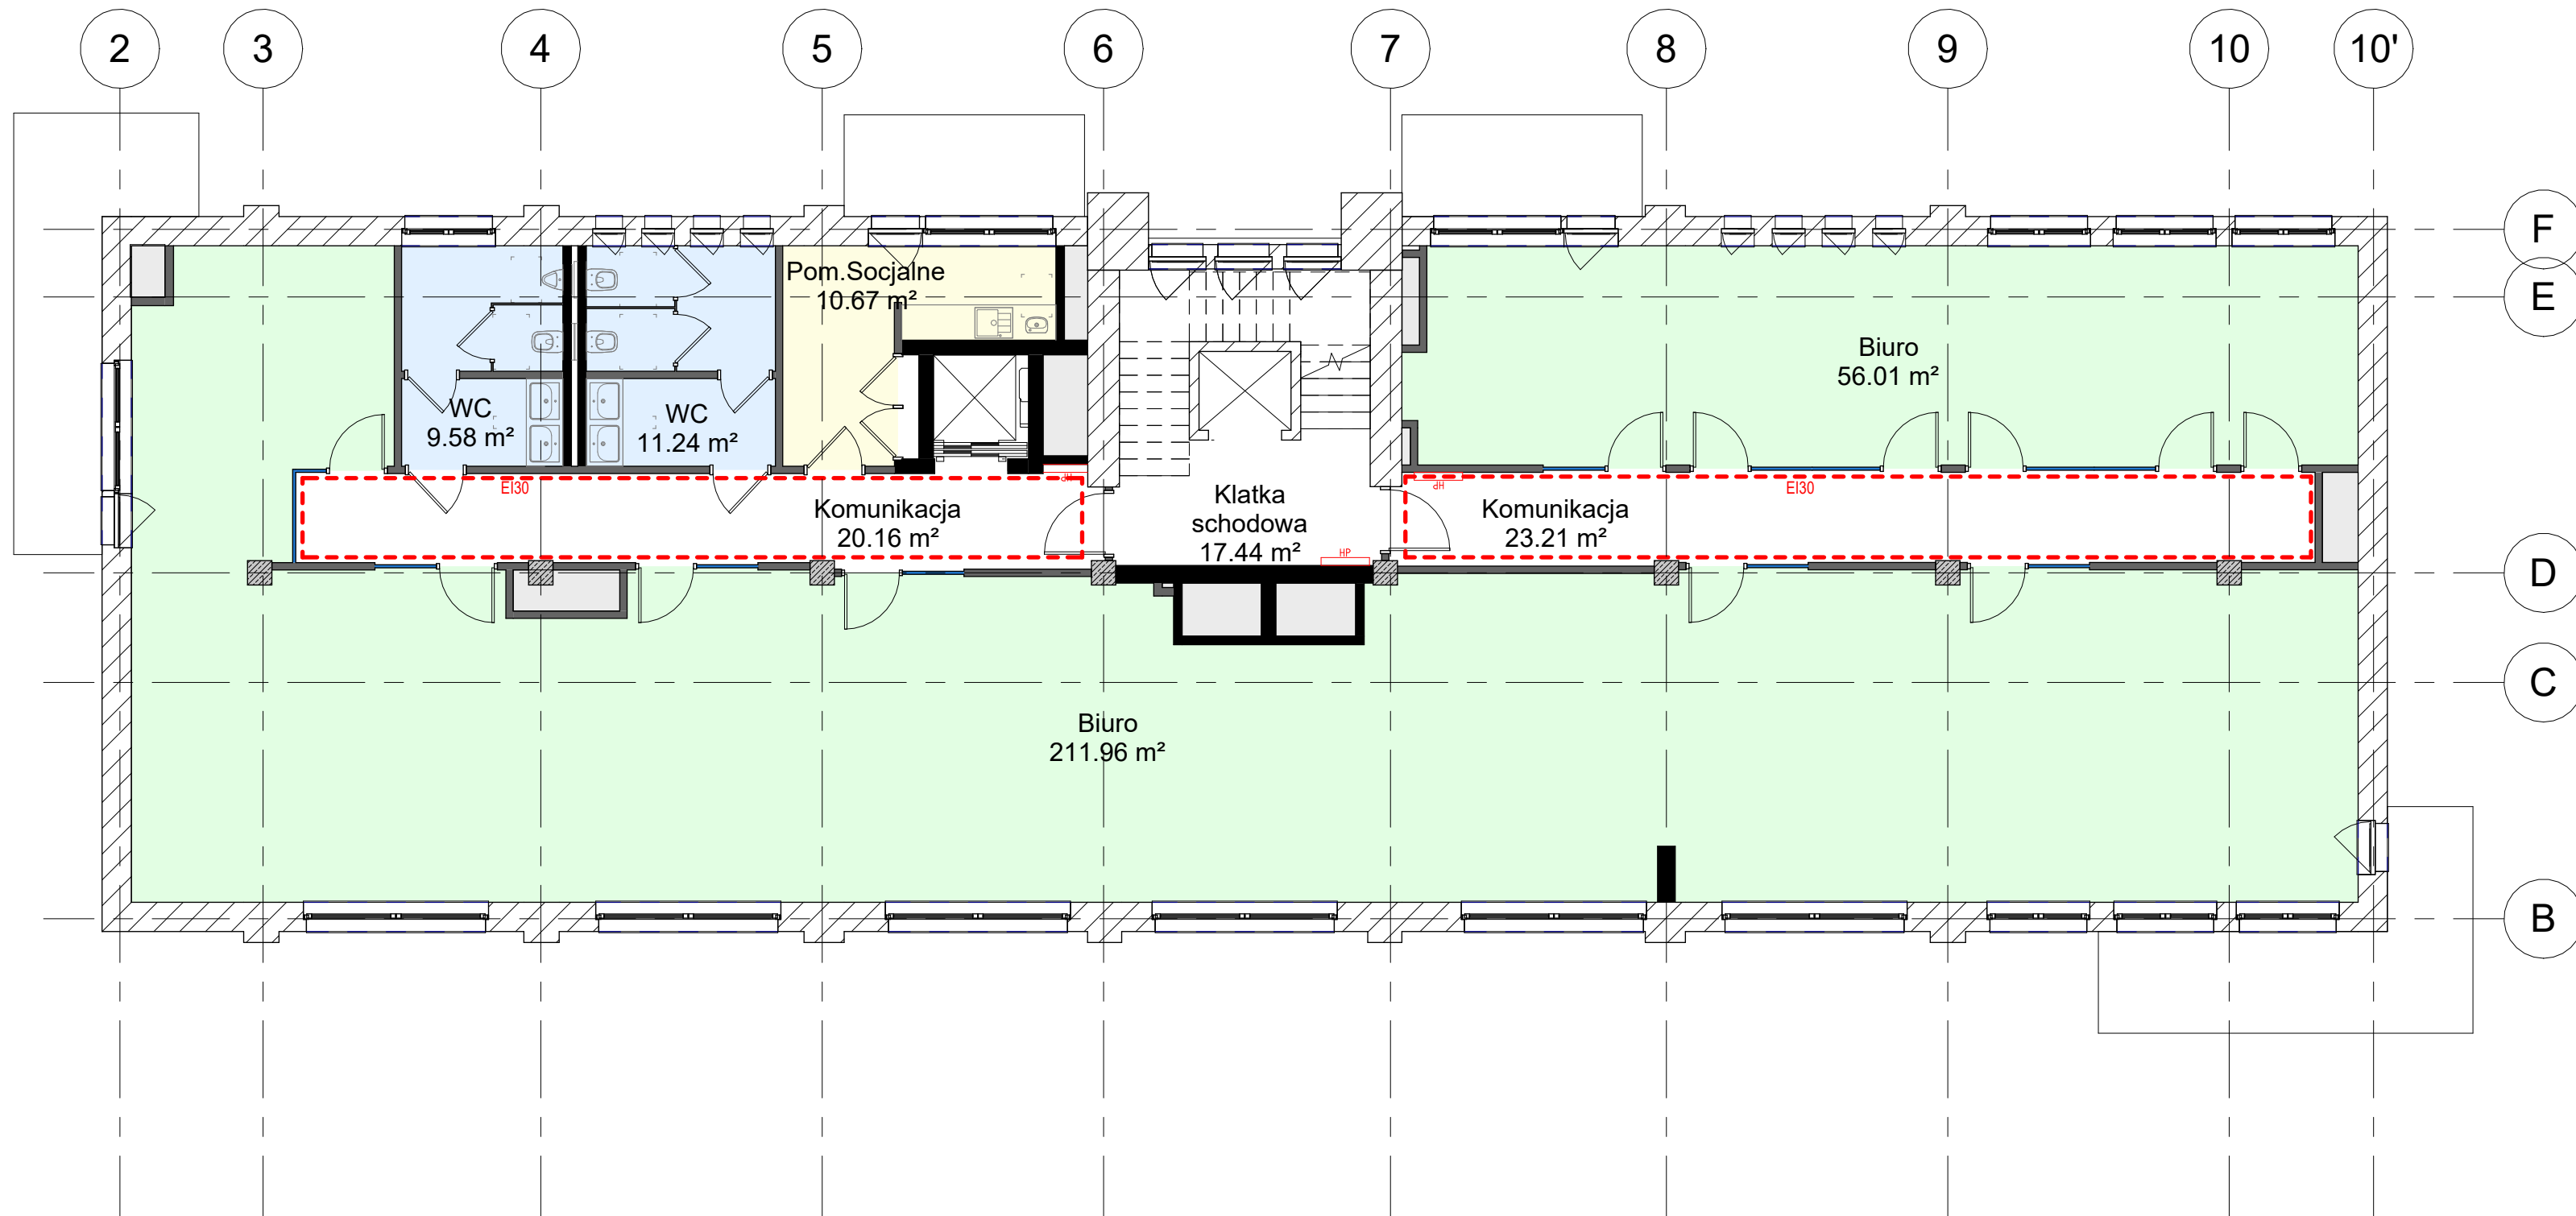 2
3
4
5
6
7
8
9
10
10'
F
E
D
C
B
Pom.Socjalne
10.67 m²
WC
9.58 m²
WC
11.24 m²
Biuro
56.01 m²
EI30
HP
Komunikacja
20.16 m²
Klatka
schodowa
17.44 m²
HP
HP
EI30
Komunikacja
23.21 m²
Biuro
211.96 m²